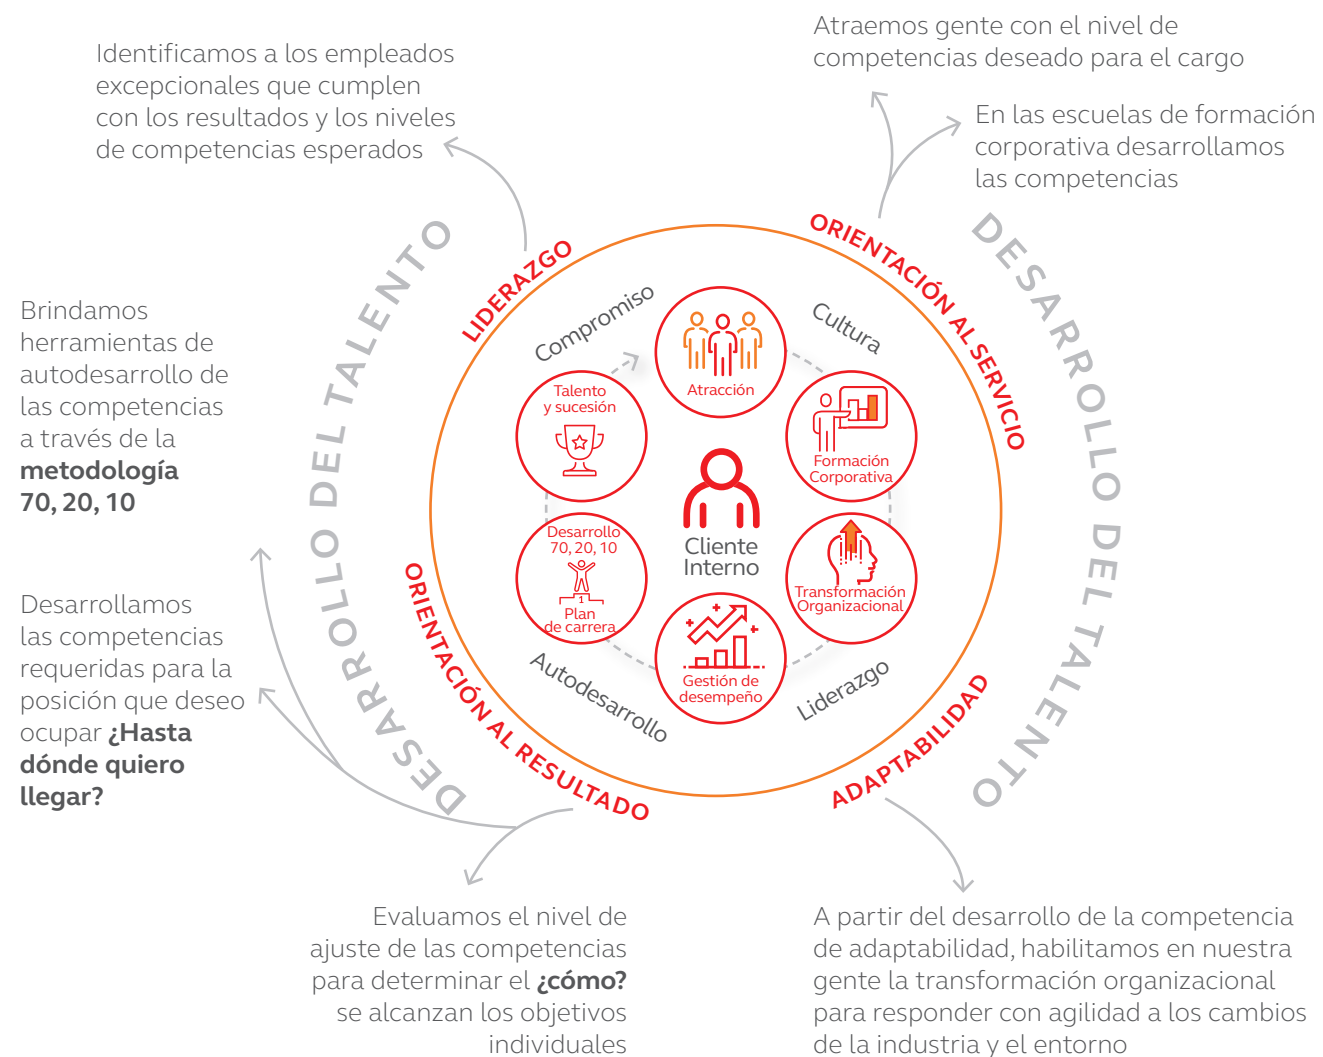 Identificamos a los empleados
excepcionales que cumplen
con los resultados y los niveles
de competencias esperados
Atraemos gente con el nivel de
competencias deseado para el cargo
En las escuelas de formación
corporativa desarrollamos
las competencias
Brindamos
herramientas de
autodesarrollo de
las competencias
a través de la
metodología
70, 20, 10
Desarrollamos
las competencias
requeridas para la
posición que deseo
ocupar ¿Hasta
dónde quiero
llegar?
DESARROLLO DEL TALENTO
LIDERAZGO
ORIENTACIÓN AL SERVICIO
DESARROLLO DEL TALENTO
Compromiso
Cultura
Atracción
Talento
y sucesión
Formación
Corporativa
Cliente
Interno
Desarrollo
70, 20, 10
1
Plan
de carrera
Transformación
Organizacional
Gestión de
desempeño
Autodesarrollo
Liderazgo
ORIENTACIÓN AL RESULTADO
ADAPTABILIDAD
Evaluamos el nivel de
ajuste de las competencias
para determinar el ¿cómo?
se alcanzan los objetivos
individuales
A partir del desarrollo de la competencia
de adaptabilidad, habilitamos en nuestra
gente la transformación organizacional
para responder con agilidad a los cambios
de la industria y el entorno